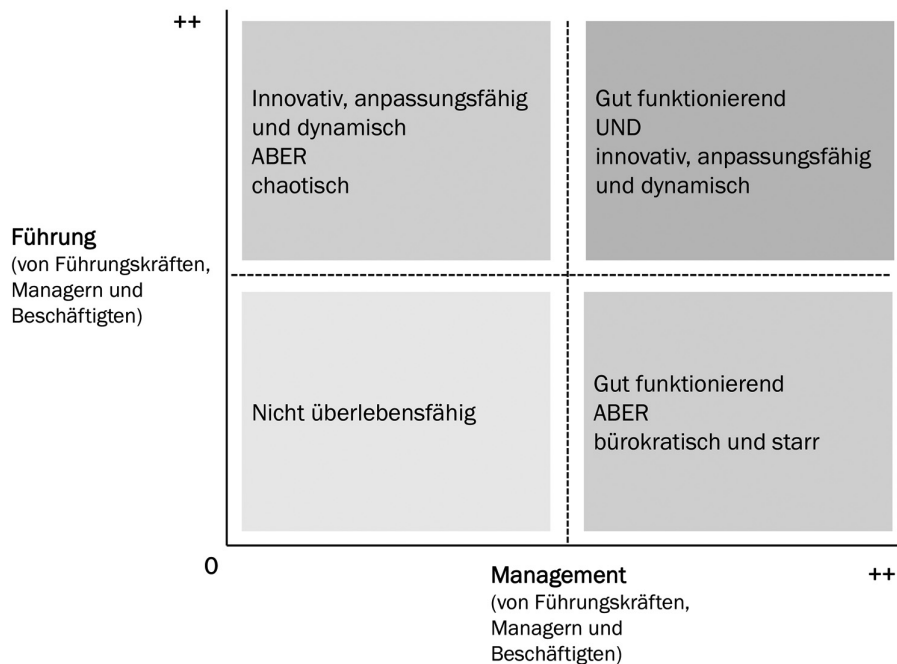 ++
Innovativ, anpassungsfähig
und dynamisch
ABER
chaotisch
Gut funktionierend
UND
innovativ, anpassungsfähig
und dynamisch
Führung
(von Führungskräften,
Managern und
Beschäftigten)
Nicht überlebensfähig
Gut funktionierend
ABER
bürokratisch und starr
0
Management
(von Führungskräften,
Managern und
Beschäftigten)
++